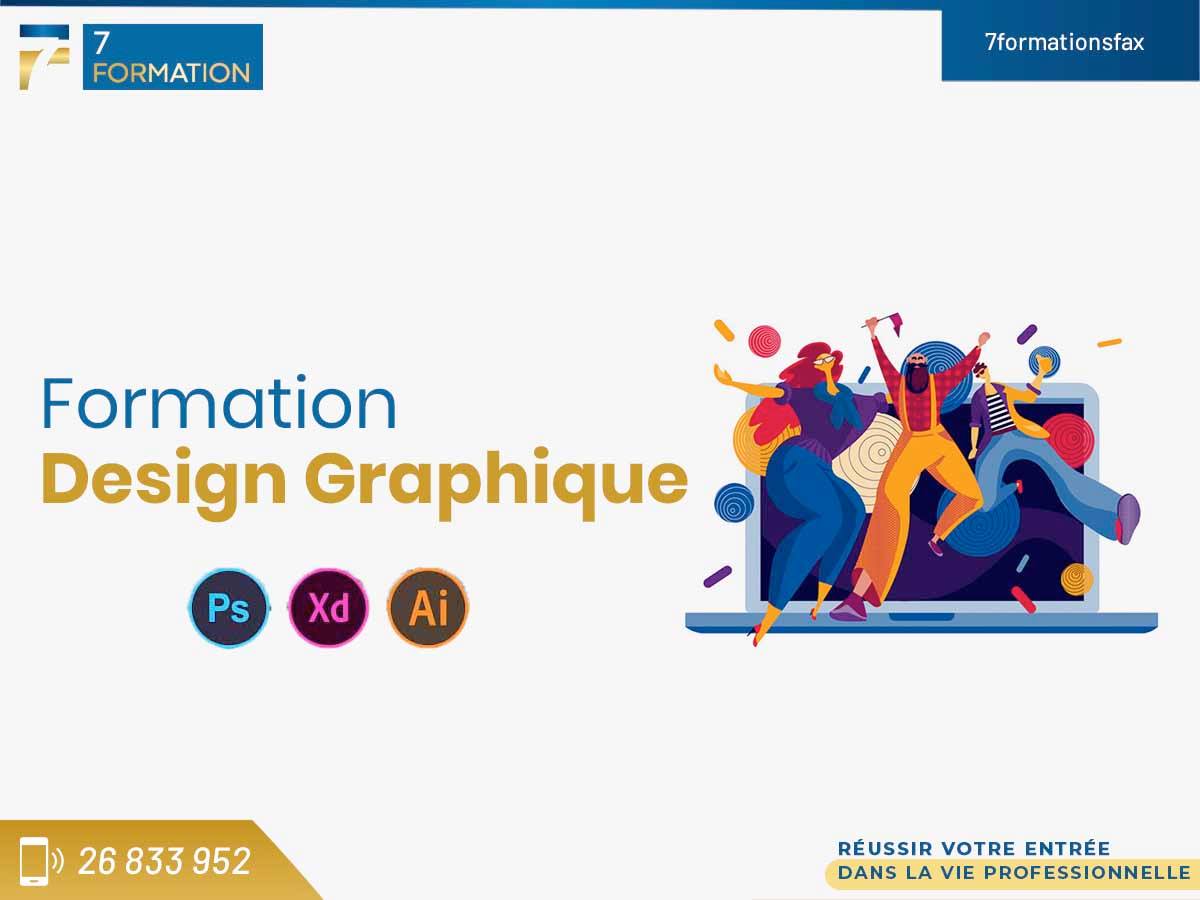 7
FORMATION
7formationsfax
Formation
Design Graphique
Ps Xd Ai
26 833 952
RÉUSSIR VOTRE ENTRÉE
DANS LA VIE PROFESSIONNELLE